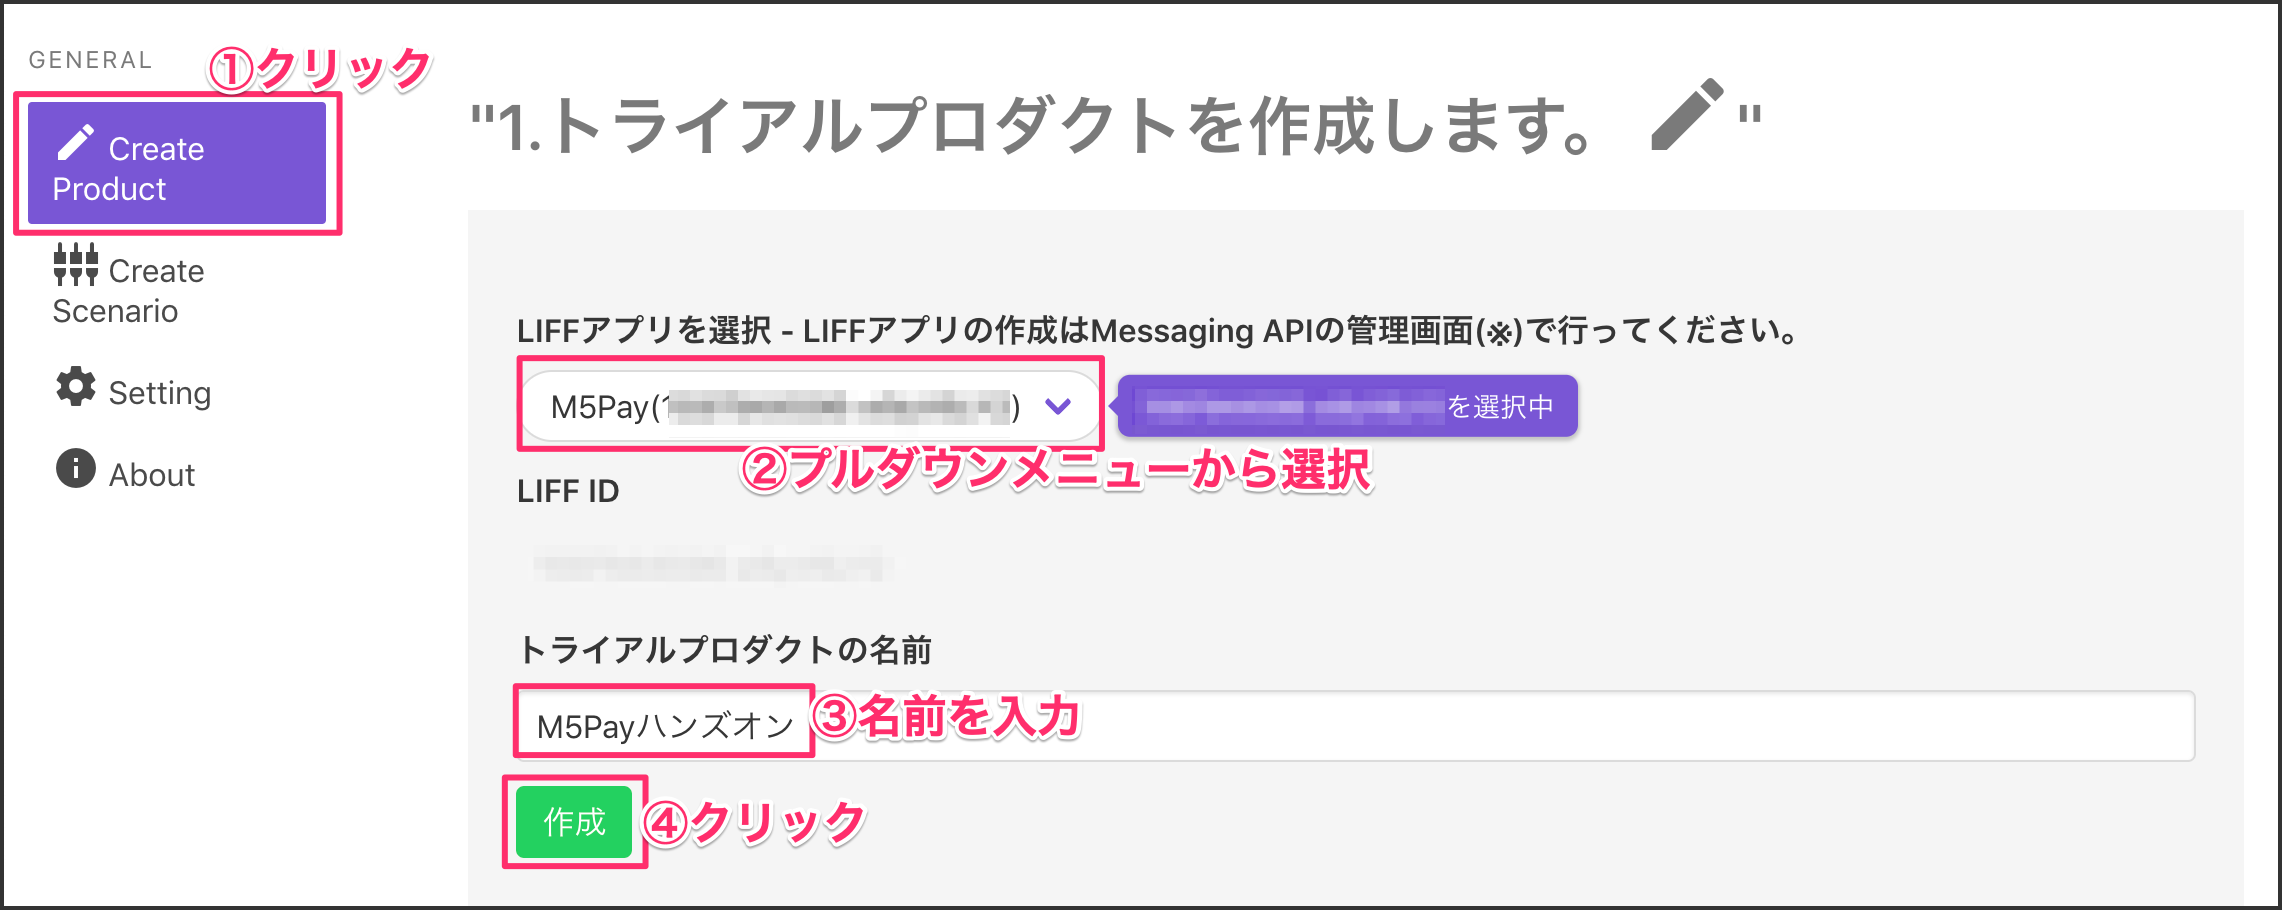 GENERAL
①クリック
Create
Product
Create
Scenario
Setting
About
"1.トライアルプロダクトを作成します。 "
LIFFアプリを選択 - LIFFアプリの作成はMessaging APIの管理画面(※)で行ってください。
M5Pay(1 )
を選択中
②プルダウンメニューから選択
LIFF ID
トライアルプロダクトの名前
M5Payハンズオン
③名前を入力
作成
④クリック